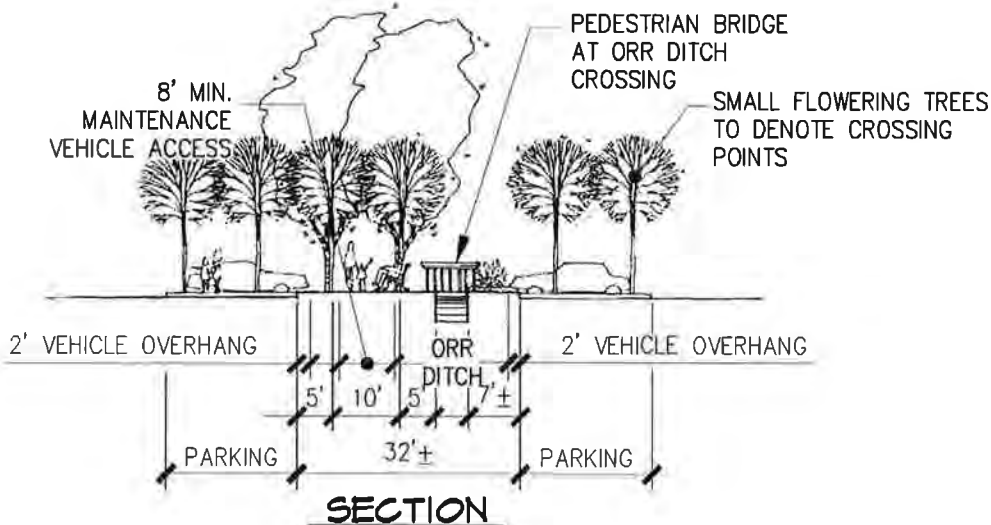 PEDESTRIAN BRIDGE
AT ORR DITCH
CROSSING
8' MIN.
MAINTENANCE
VEHICLE ACCESS
SMALL FLOWERING TREES
TO DENOTE CROSSING
POINTS
2' VEHICLE OVERHANG
ORR
DITCH
2' VEHICLE OVERHANG
5'
10'
5'
7'±
PARKING
32'±
PARKING
SECTION